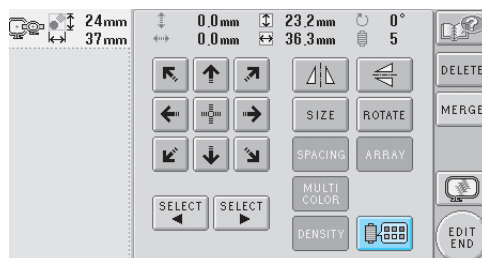 24mm 0.0mm 23.2mm 0°
37mm 0.0mm 36.3mm 5
DELETE
SIZE ROTATE MERGE
SPACING ARRAY
SELECT SELECT MULTI
COLOR
DENSITY EDIT
END